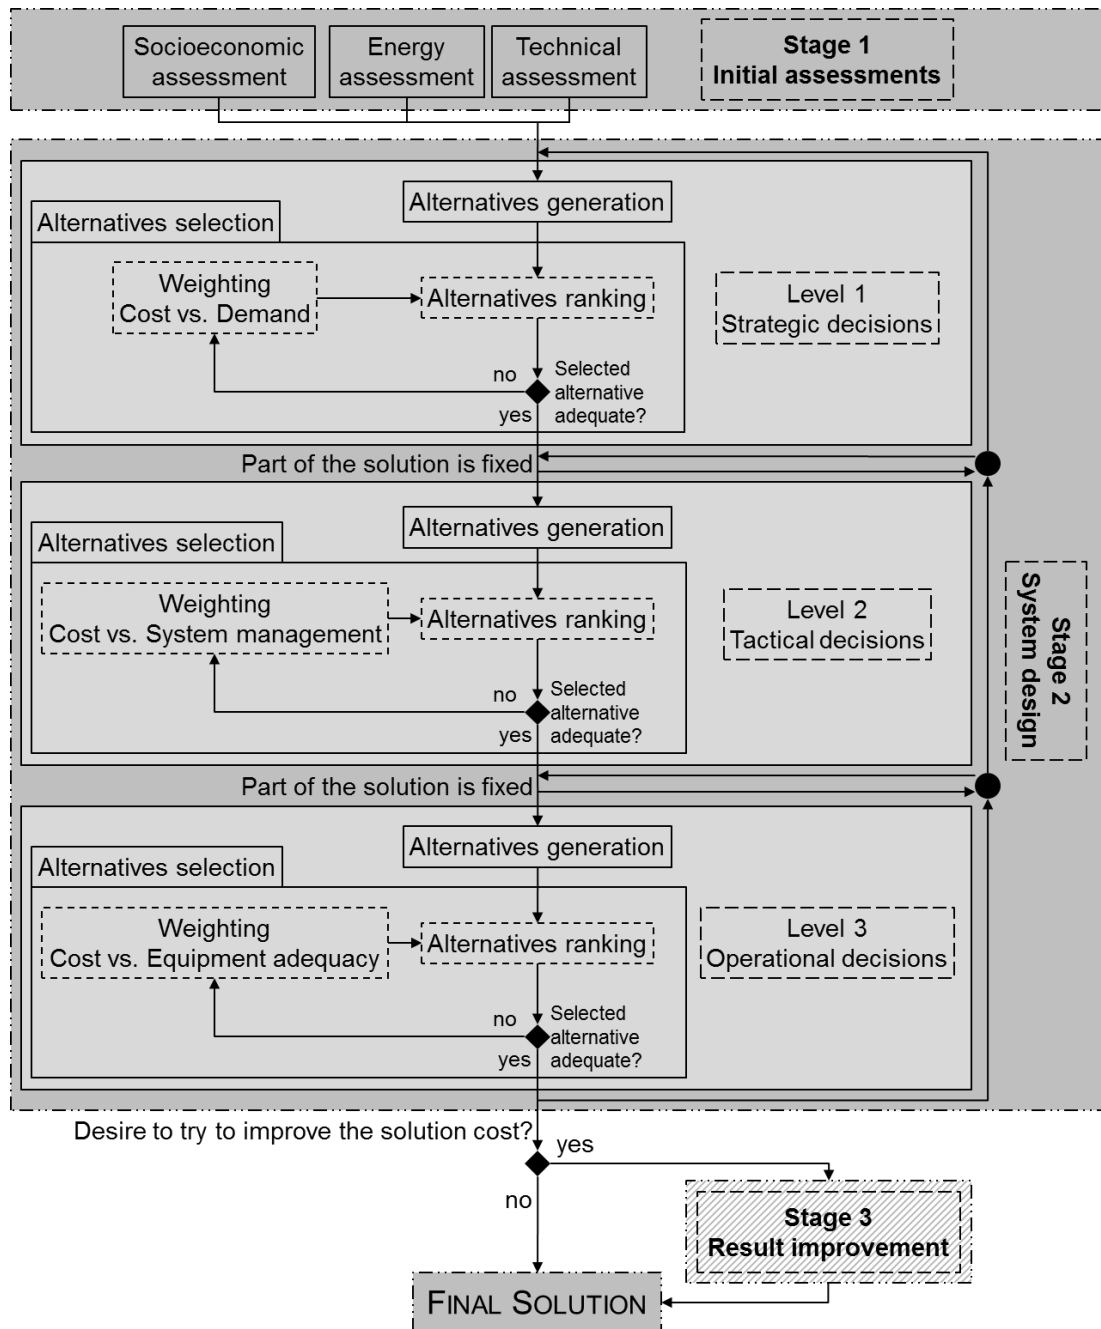 Socioeconomic
assessment
Energy
assessment
Technical
assessment
Stage 1
Initial assessments
Alternatives generation
Alternatives selection
Weighting
Cost vs. Demand
Alternatives ranking
Level 1
Strategic decisions
no
Selected
alternative
adequate?
yes
Part of the solution is fixed
Alternatives generation
Alternatives selection
Weighting
Cost vs. System management
Alternatives ranking
Level 2
Tactical decisions
Stage 2
System design
no
Selected
alternative
adequate?
yes
Part of the solution is fixed
Alternatives generation
Alternatives selection
Weighting
Cost vs. Equipment adequacy
Alternatives ranking
Level 3
Operational decisions
no
Selected
alternative
adequate?
yes
Desire to try to improve the solution cost?
yes
no
Stage 3
Result improvement
FINAL SOLUTION